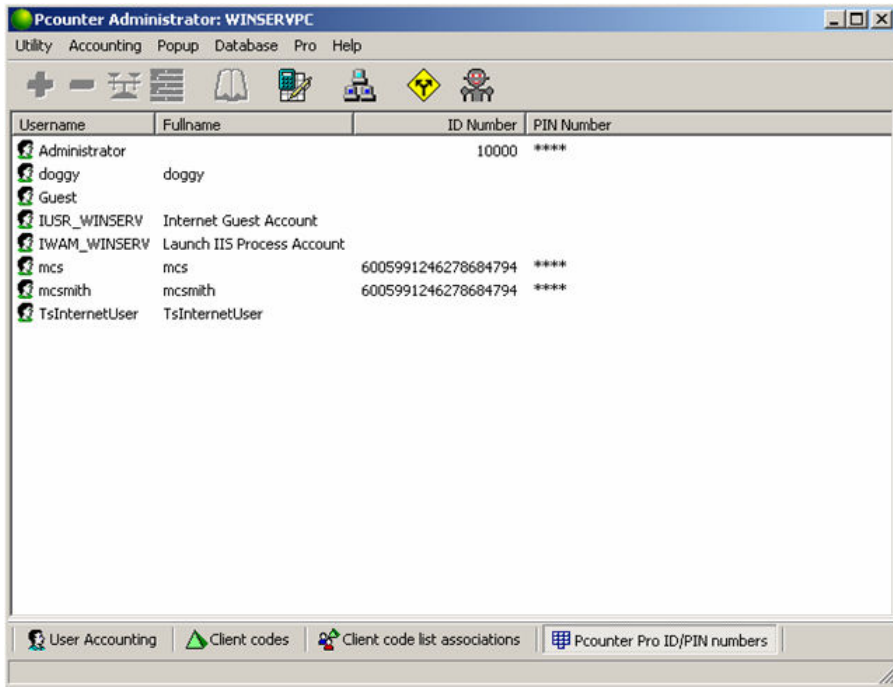 Pcounter Administrator: WINSERVPC
Utility Accounting Popup Database Pro Help
Username Fullname ID Number PIN Number
Administrator 10000 ****
doggy doggy
Guest
IUSR_WINSERV Internet Guest Account
IWAM_WINSERV Launch IIS Process Account
mcs mcs 6005991246278684794 ****
mcsmith mcsmith 6005991246278684794 ****
TsInternetUser TsInternetUser
User Accounting Client codes Client code list associations Pcounter Pro ID/PIN numbers